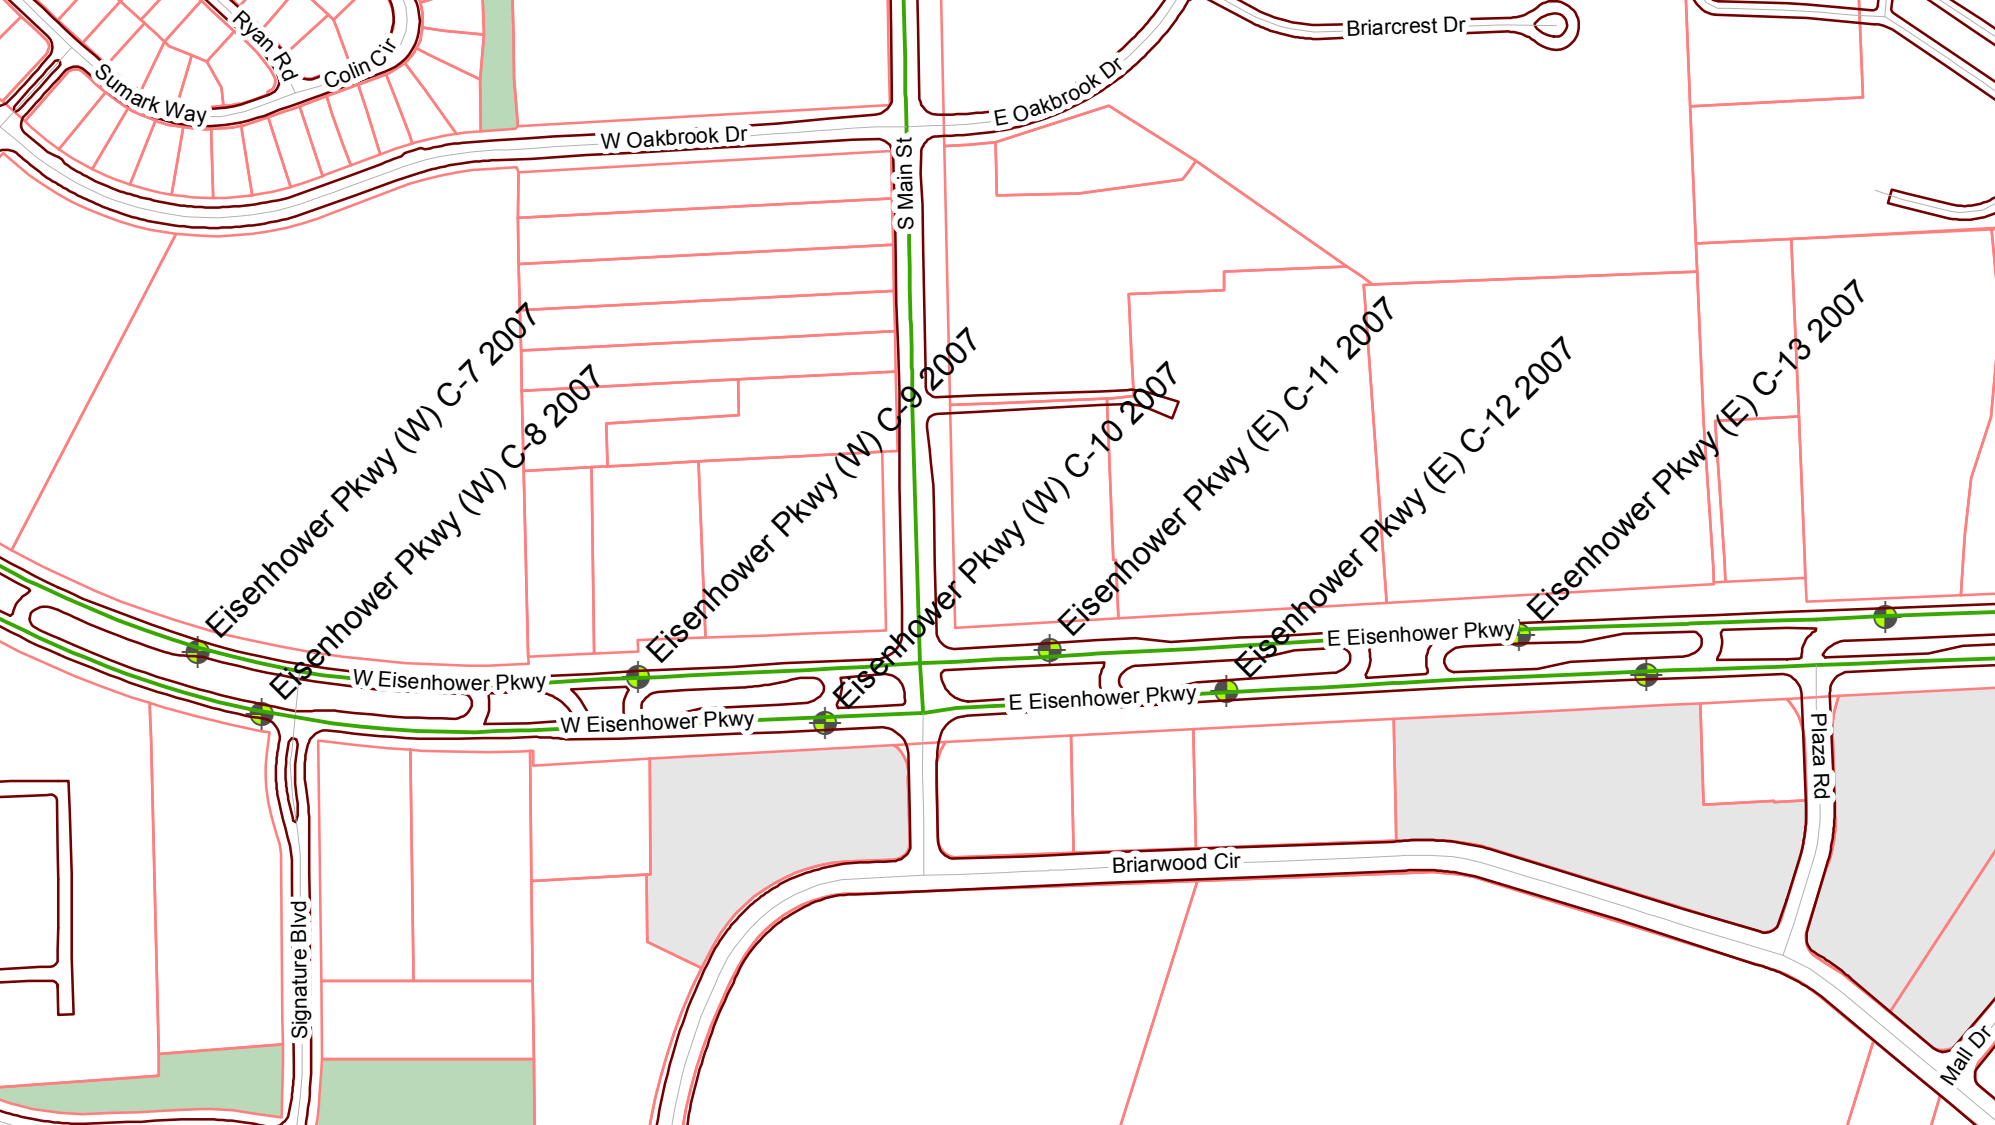 Ryan Rd
Colin Cir
Sumark Way
Briarcrest Dr
E Oakbrook Dr
W Oakbrook Dr
S Main St
Eisenhower Pkwy (W) C-7 2007
Eisenhower Pkwy (W) C-8 2007
Eisenhower Pkwy (W) C-9 2007
Eisenhower Pkwy (W) C-10 2007
Eisenhower Pkwy (E) C-11 2007
Eisenhower Pkwy (E) C-12 2007
Eisenhower Pkwy (E) C-13 2007
E Eisenhower Pkwy
W Eisenhower Pkwy
E Eisenhower Pkwy
W Eisenhower Pkwy
Plaza Rd
Briarwood Cir
Signature Blvd
Mall Dr